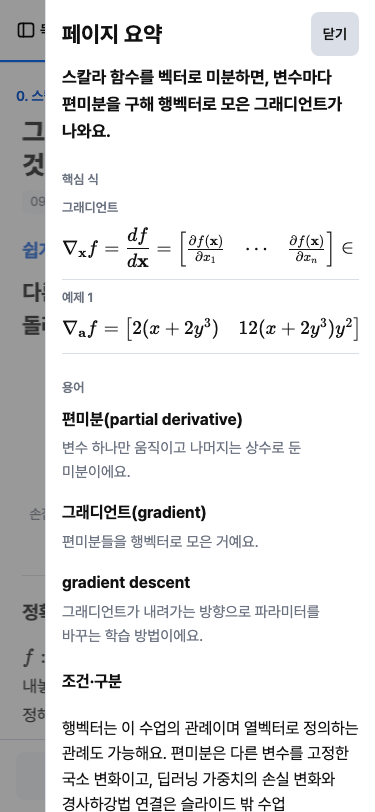 페이지 요약
닫기
스칼라 함수를 벡터로 미분하면, 변수마다
편미분을 구해 행벡터로 모은 그래디언트가
나와요.
핵심 식
그래디언트
∇𝐱f = df/d𝐱 = [∂f(𝐱)/∂x₁ ⋯ ∂f(𝐱)/∂xₙ] ∈
예제 1
∇𝐚f = [2(x + 2y³) 12(x + 2y³)y²]
용어
편미분(partial derivative)
변수 하나만 움직이고 나머지는 상수로 둔
미분이에요.
그래디언트(gradient)
편미분들을 행벡터로 모은 거예요.
gradient descent
그래디언트가 내려가는 방향으로 파라미터를
바꾸는 학습 방법이에요.
조건·구분
행벡터는 이 수업의 관례이며 열벡터로 정의하는
관례도 가능해요. 편미분은 다른 변수를 고정한
국소 변화이고, 딥러닝 가중치의 손실 변화와
경사하강법 연결은 슬라이드 밖 수업